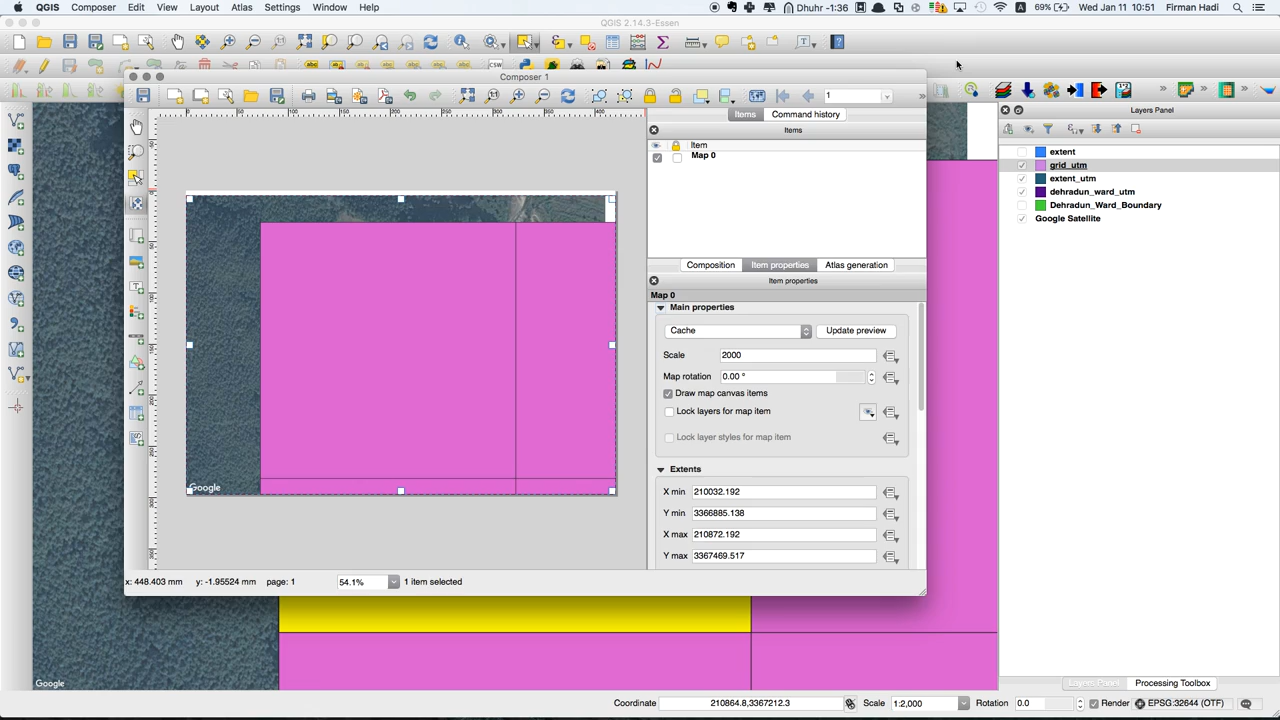 QGIS Composer Edit View Layout Atlas Settings Window Help Dhuhr -1:36 A 69% Wed Jan 11 10:51 Firman Hadi
QGIS 2.14.3-Essen
Composer 1
1
Layers Panel
extent
grid_utm
extent_utm
dehradun_ward_utm
Dehradun_Ward_Boundary
Google Satellite
Items Command history
Items
Item
Map 0
Composition Item properties Atlas generation
Item properties
Map 0
Main properties
Cache Update preview
Scale 2000
Map rotation 0.00 °
Draw map canvas items
Lock layers for map item
Lock layer styles for map item
Extents
X min 210032.192
Y min 3366885.138
X max 210872.192
Y max 3367469.517
Google
x: 448.403 mm y: -1.95524 mm page: 1 54.1% 1 item selected
Google
Layers Panel Processing Toolbox
Coordinate 210864.8,3367212.3 Scale 1:2,000 Rotation 0.0 Render EPSG:32644 (OTF)